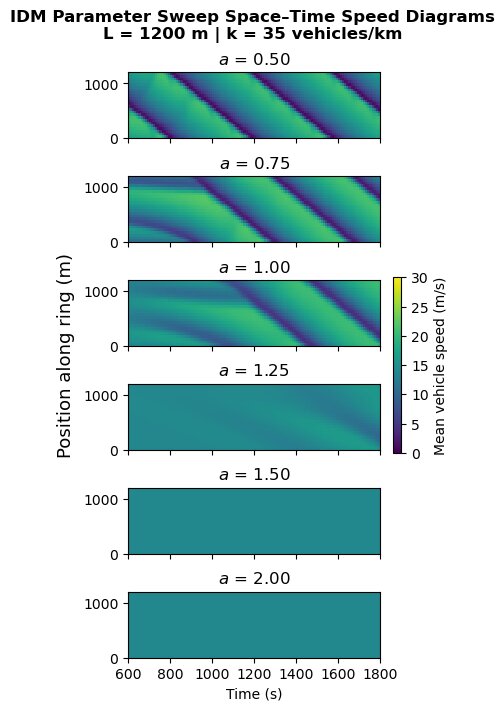 IDM Parameter Sweep Space–Time Speed Diagrams
L = 1200 m | k = 35 vehicles/km
a = 0.50
1000
0
a = 0.75
1000
0
a = 1.00
1000
0
a = 1.25
1000
0
a = 1.50
1000
0
a = 2.00
1000
0
600 800 1000 1200 1400 1600 1800
Time (s)
Position along ring (m)
30
25
20
15
10
5
0
Mean vehicle speed (m/s)